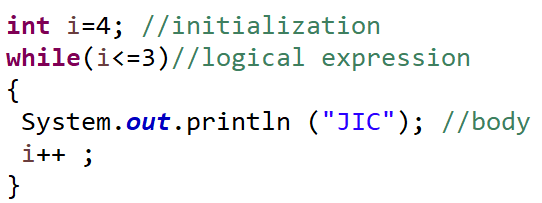 int i=4; //initialization
while(i<=3)//logical expression
{
 System.out.println ("JIC"); //body
 i++ ;
}